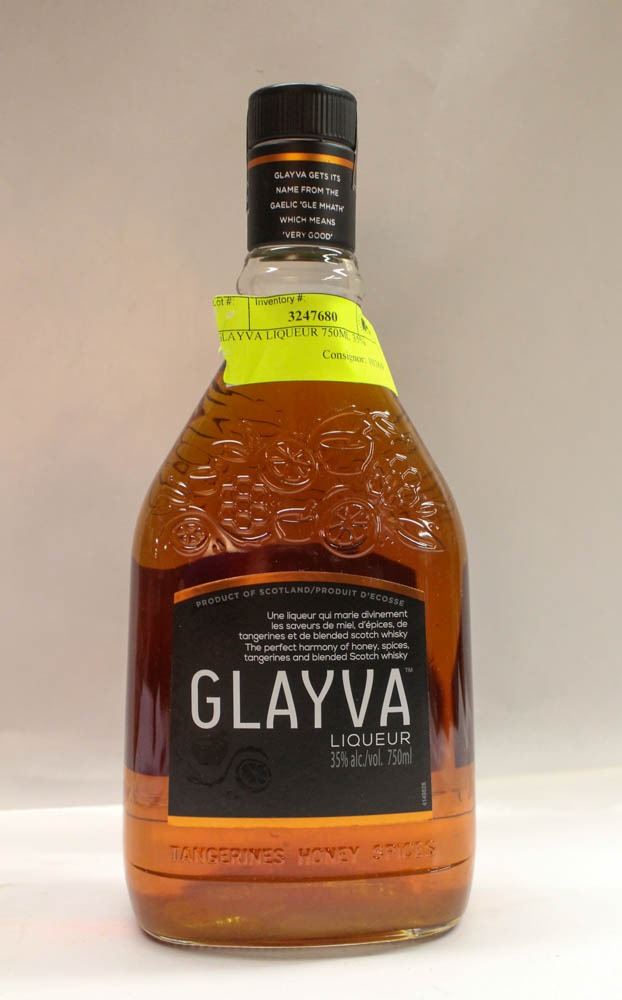 GLAYVA GETS ITS
NAME FROM THE
GAELIC 'GLE MHATH'
WHICH MEANS
'VERY GOOD'
Lot #: Inventory #:
3247680
GLAYVA LIQUEUR 750ML 35%
Consignor:
PRODUCT OF SCOTLAND/PRODUIT D'ECOSSE
Une liqueur qui marie divinement
les saveurs de miel, d'épices, de
tangerines et de blended scotch whisky
The perfect harmony of honey, spices,
tangerines and blended Scotch whisky
GLAYVA™
LIQUEUR
35% alc./vol. 750ml
TANGERINES HONEY SPICES